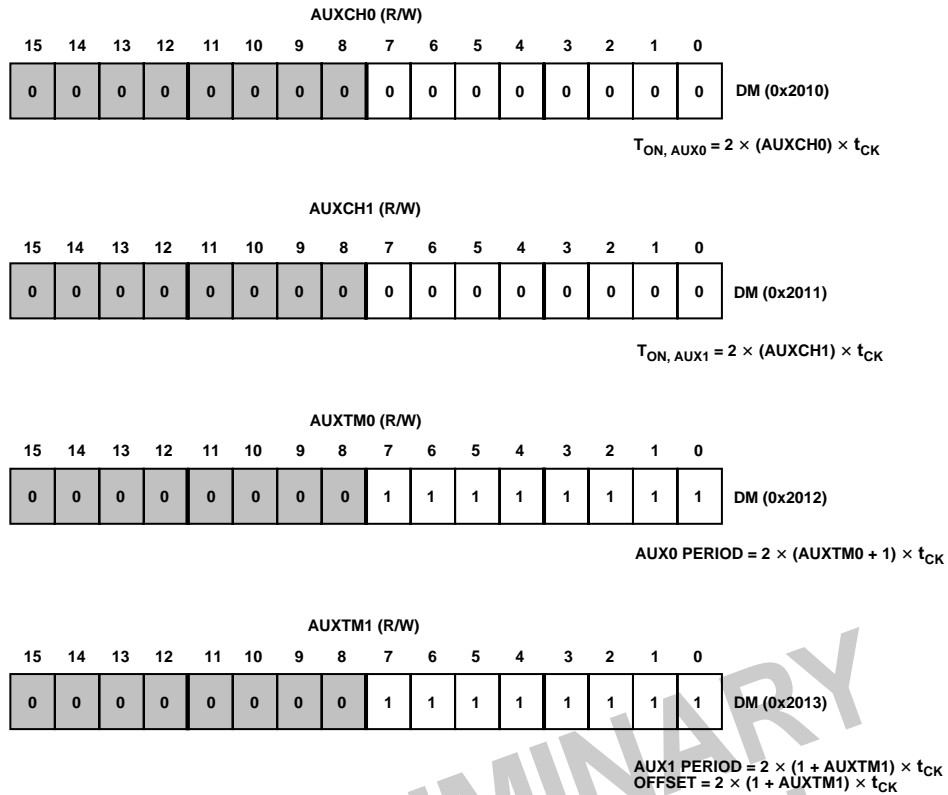 AUXCH0 (R/W)
15 14 13 12 11 10 9 8 7 6 5 4 3 2 1 0
0 0 0 0 0 0 0 0 0 0 0 0 0 0 0 0 DM (0x2010)
T_ON, AUX0 = 2 × (AUXCH0) × t_CK
AUXCH1 (R/W)
15 14 13 12 11 10 9 8 7 6 5 4 3 2 1 0
0 0 0 0 0 0 0 0 0 0 0 0 0 0 0 0 DM (0x2011)
T_ON, AUX1 = 2 × (AUXCH1) × t_CK
AUXTM0 (R/W)
15 14 13 12 11 10 9 8 7 6 5 4 3 2 1 0
0 0 0 0 0 0 0 0 1 1 1 1 1 1 1 1 DM (0x2012)
AUX0 PERIOD = 2 × (AUXTM0 + 1) × t_CK
AUXTM1 (R/W)
15 14 13 12 11 10 9 8 7 6 5 4 3 2 1 0
0 0 0 0 0 0 0 0 1 1 1 1 1 1 1 1 DM (0x2013)
AUX1 PERIOD = 2 × (1 + AUXTM1) × t_CK
OFFSET = 2 × (1 + AUXTM1) × t_CK